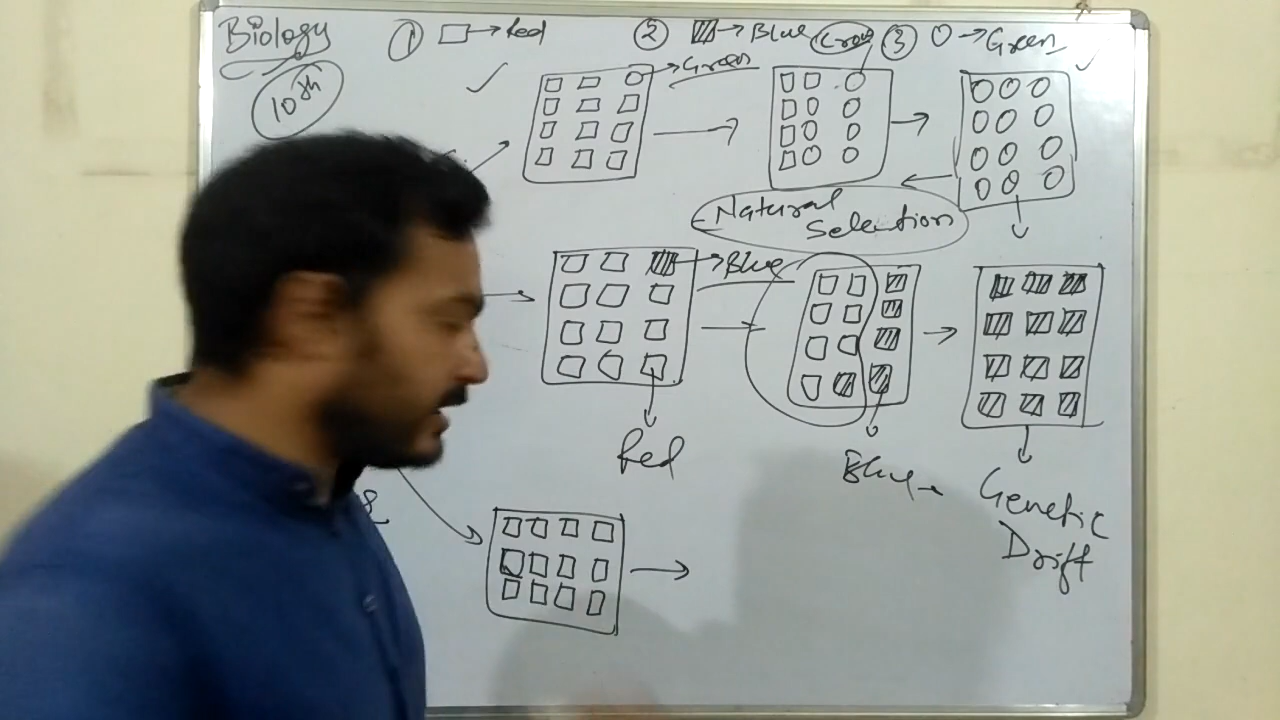 Biology
10th
① → Red
② → Blue
Crow
③ → Green
→ Green
Natural
Selection
→ Blue
Red
Blue
Genetic
Drift